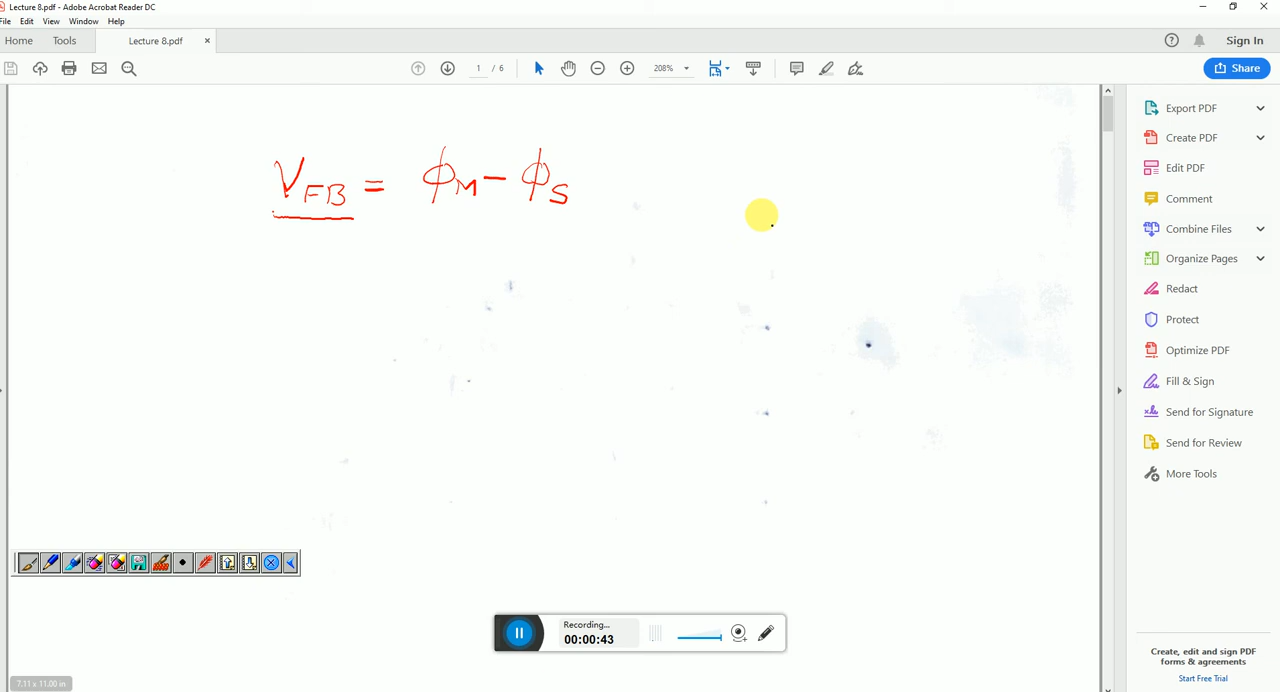 Lecture 8.pdf - Adobe Acrobat Reader DC
File Edit View Window Help
Home Tools Lecture 8.pdf × Sign In
1 / 6 208% Share
V_FB = ϕ_M - ϕ_S
Export PDF
Create PDF
Edit PDF
Comment
Combine Files
Organize Pages
Redact
Protect
Optimize PDF
Fill & Sign
Send for Signature
Send for Review
More Tools
Recording...
00:00:43
Create, edit and sign PDF
forms & agreements
Start Free Trial
7.11 x 11.00 in